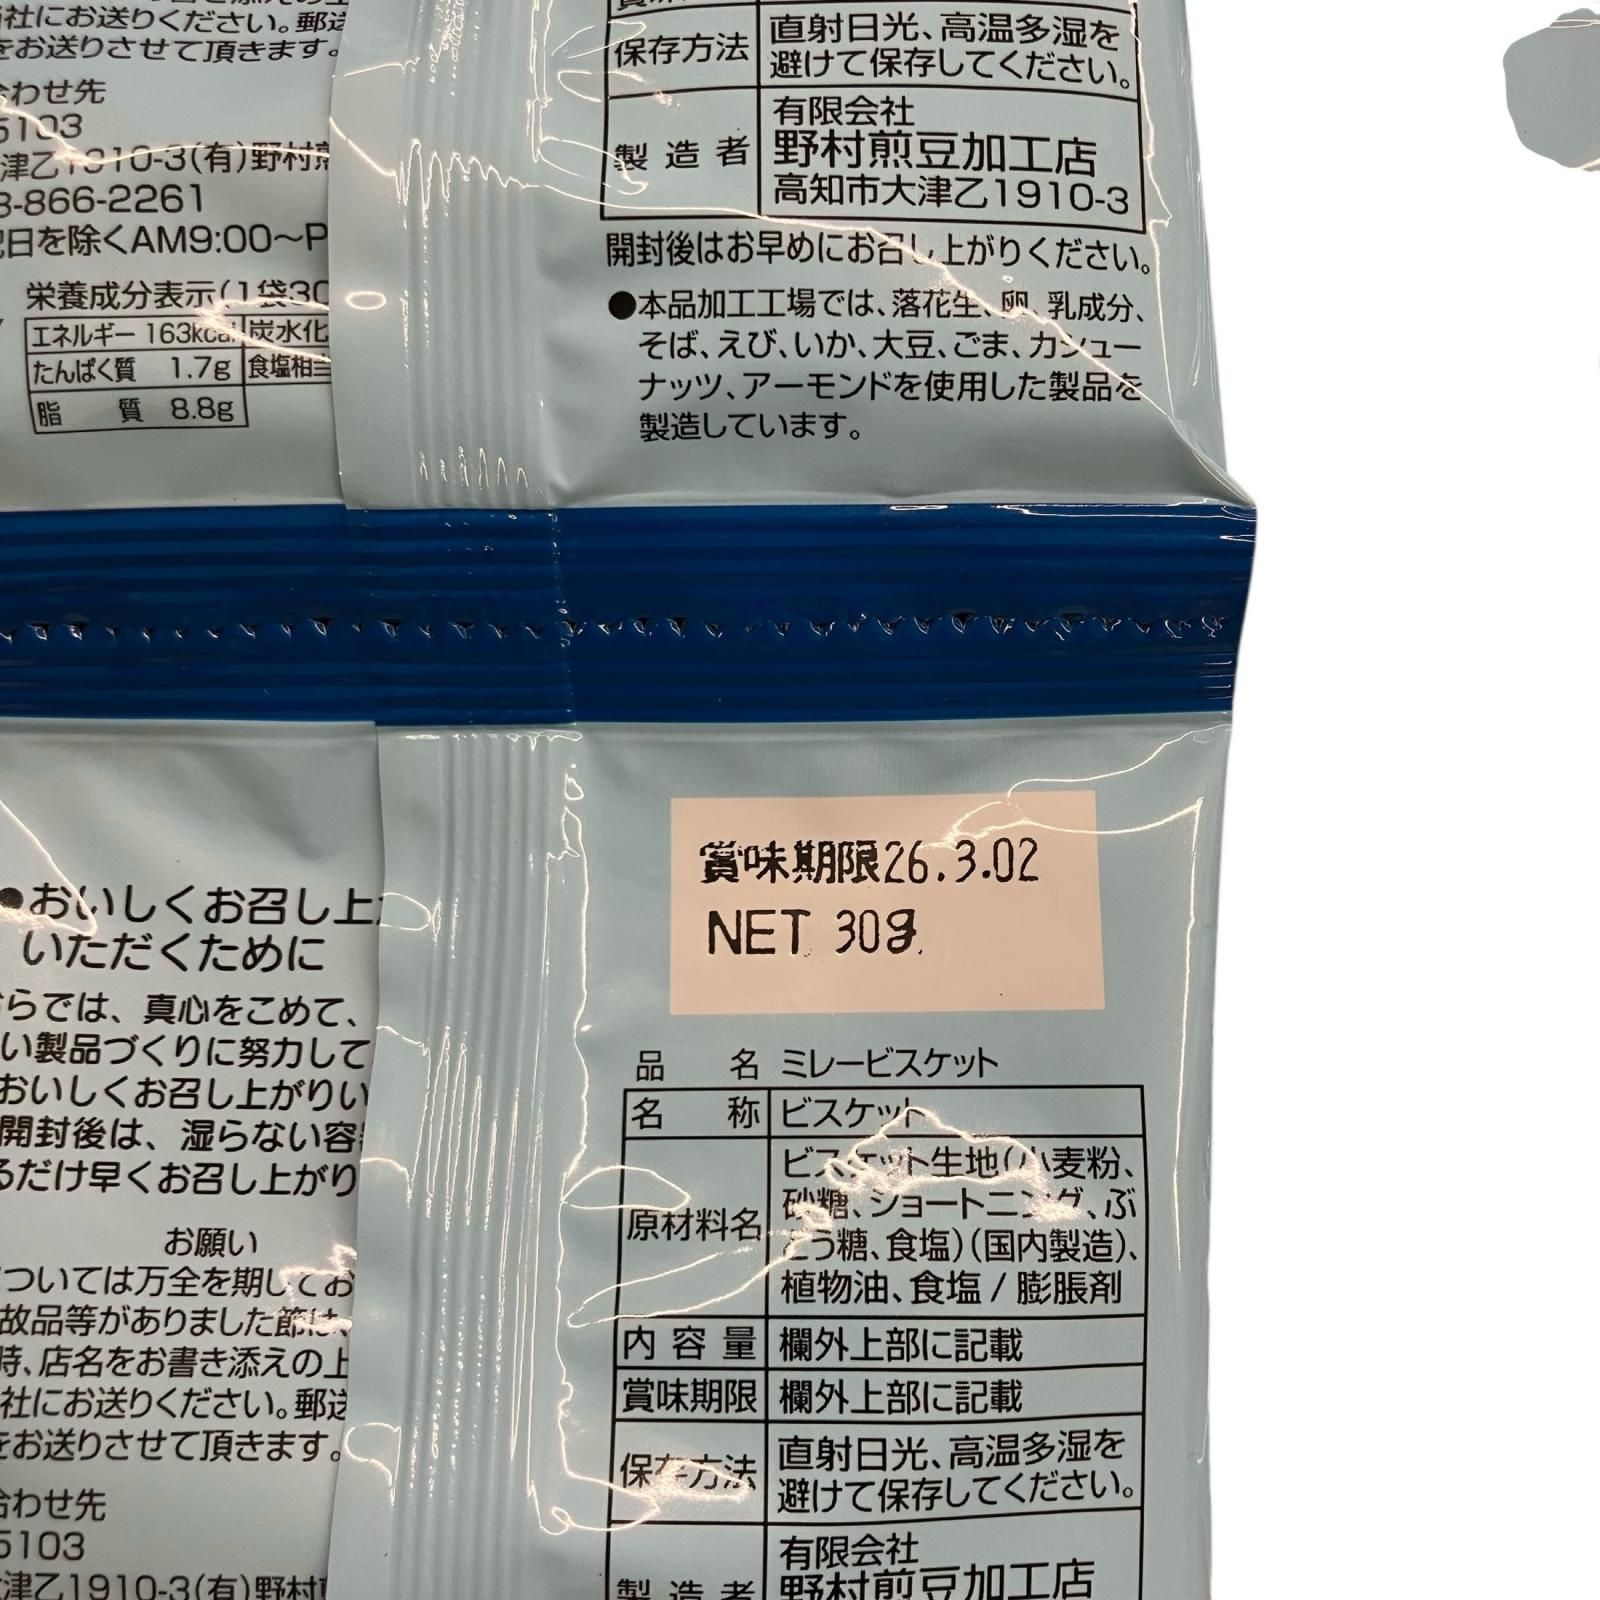 社にお送りください。郵送
をお送りさせて頂きます。
合わせ先
5103
津乙1910-3(有)野村煎
8-866-2261
祝日を除くAM9:00〜P
栄養成分表示(1袋30
エネルギー 163kcal 炭水化
たんぱく質 1.7g 食塩相当
脂 質 8.8g
保存方法 直射日光、高温多湿を
避けて保存してください。
製造者 有限会社
野村煎豆加工店
高知市大津乙1910-3
開封後はお早めにお召し上がりください。
●本品加工工場では、落花生、卵、乳成分、
そば、えび、いか、大豆、ごま、カシュー
ナッツ、アーモンドを使用した製品を
製造しています。
●おいしくお召し上が
いただくために
らでは、真心をこめて、
い製品づくりに努力して
おいしくお召し上がりい
開封後は、湿らない容器
るだけ早くお召し上がり
お願い
については万全を期してお
故品等がありました節は、
時、店名をお書き添えの上
社にお送りください。郵送
をお送りさせて頂きます。
合わせ先
5103
大津乙1910-3(有)野村
賞味期限26.3.02
NET 30g
品 名 ミレービスケット
名 称 ビスケット
原材料名 ビスケット生地(小麦粉、
砂糖、ショートニング、ぶ
どう糖、食塩)(国内製造)、
植物油、食塩 / 膨脹剤
内容量 欄外上部に記載
賞味期限 欄外上部に記載
保存方法 直射日光、高温多湿を
避けて保存してください。
製造者 有限会社
野村煎豆加工店